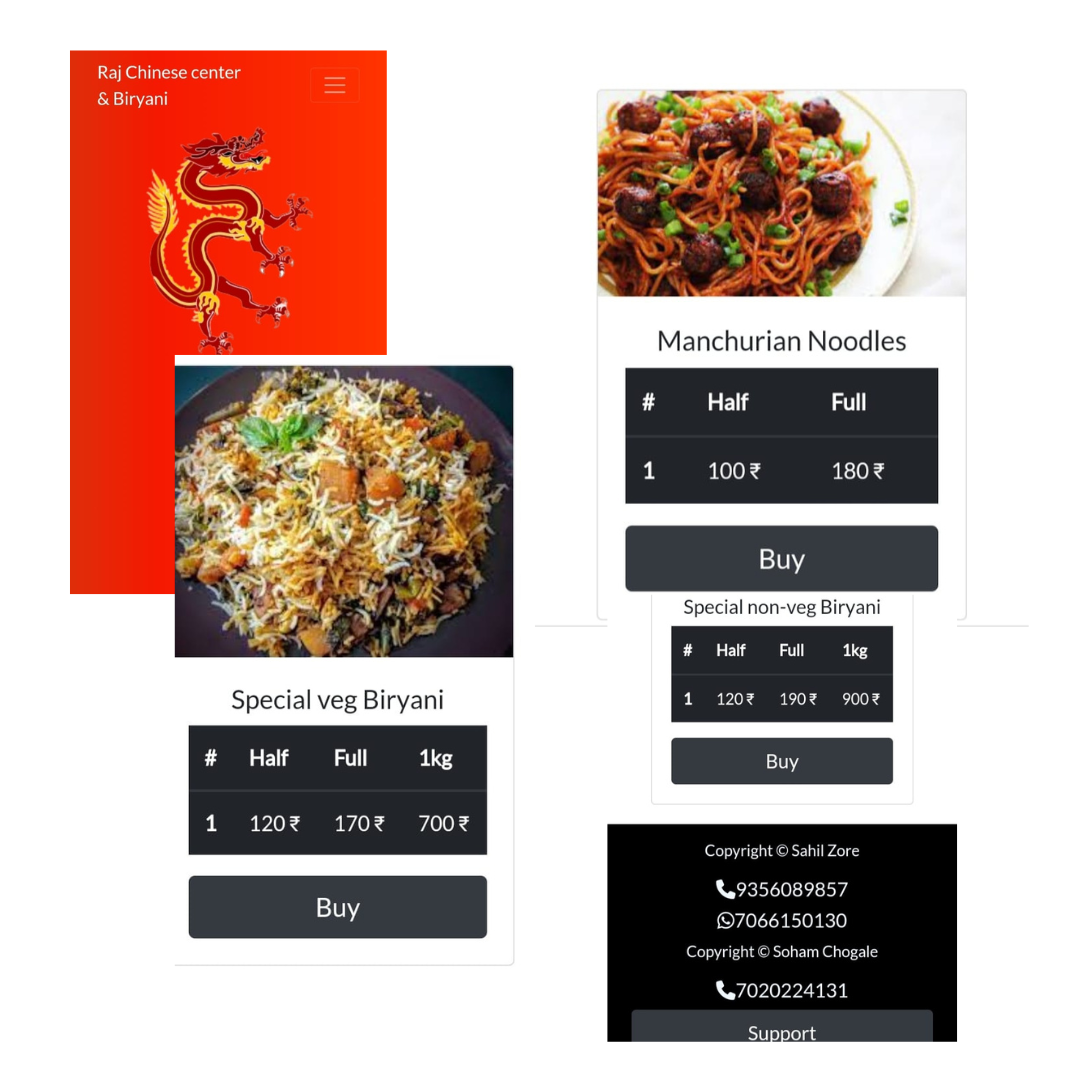 Raj Chinese center
& Biryani
Special veg Biryani
# Half Full 1kg
1 120 ₹ 170 ₹ 700 ₹
Buy
Manchurian Noodles
# Half Full
1 100 ₹ 180 ₹
Buy
Special non-veg Biryani
# Half Full 1kg
1 120 ₹ 190 ₹ 900 ₹
Buy
Copyright © Sahil Zore
9356089857
7066150130
Copyright © Soham Chogale
7020224131
Support